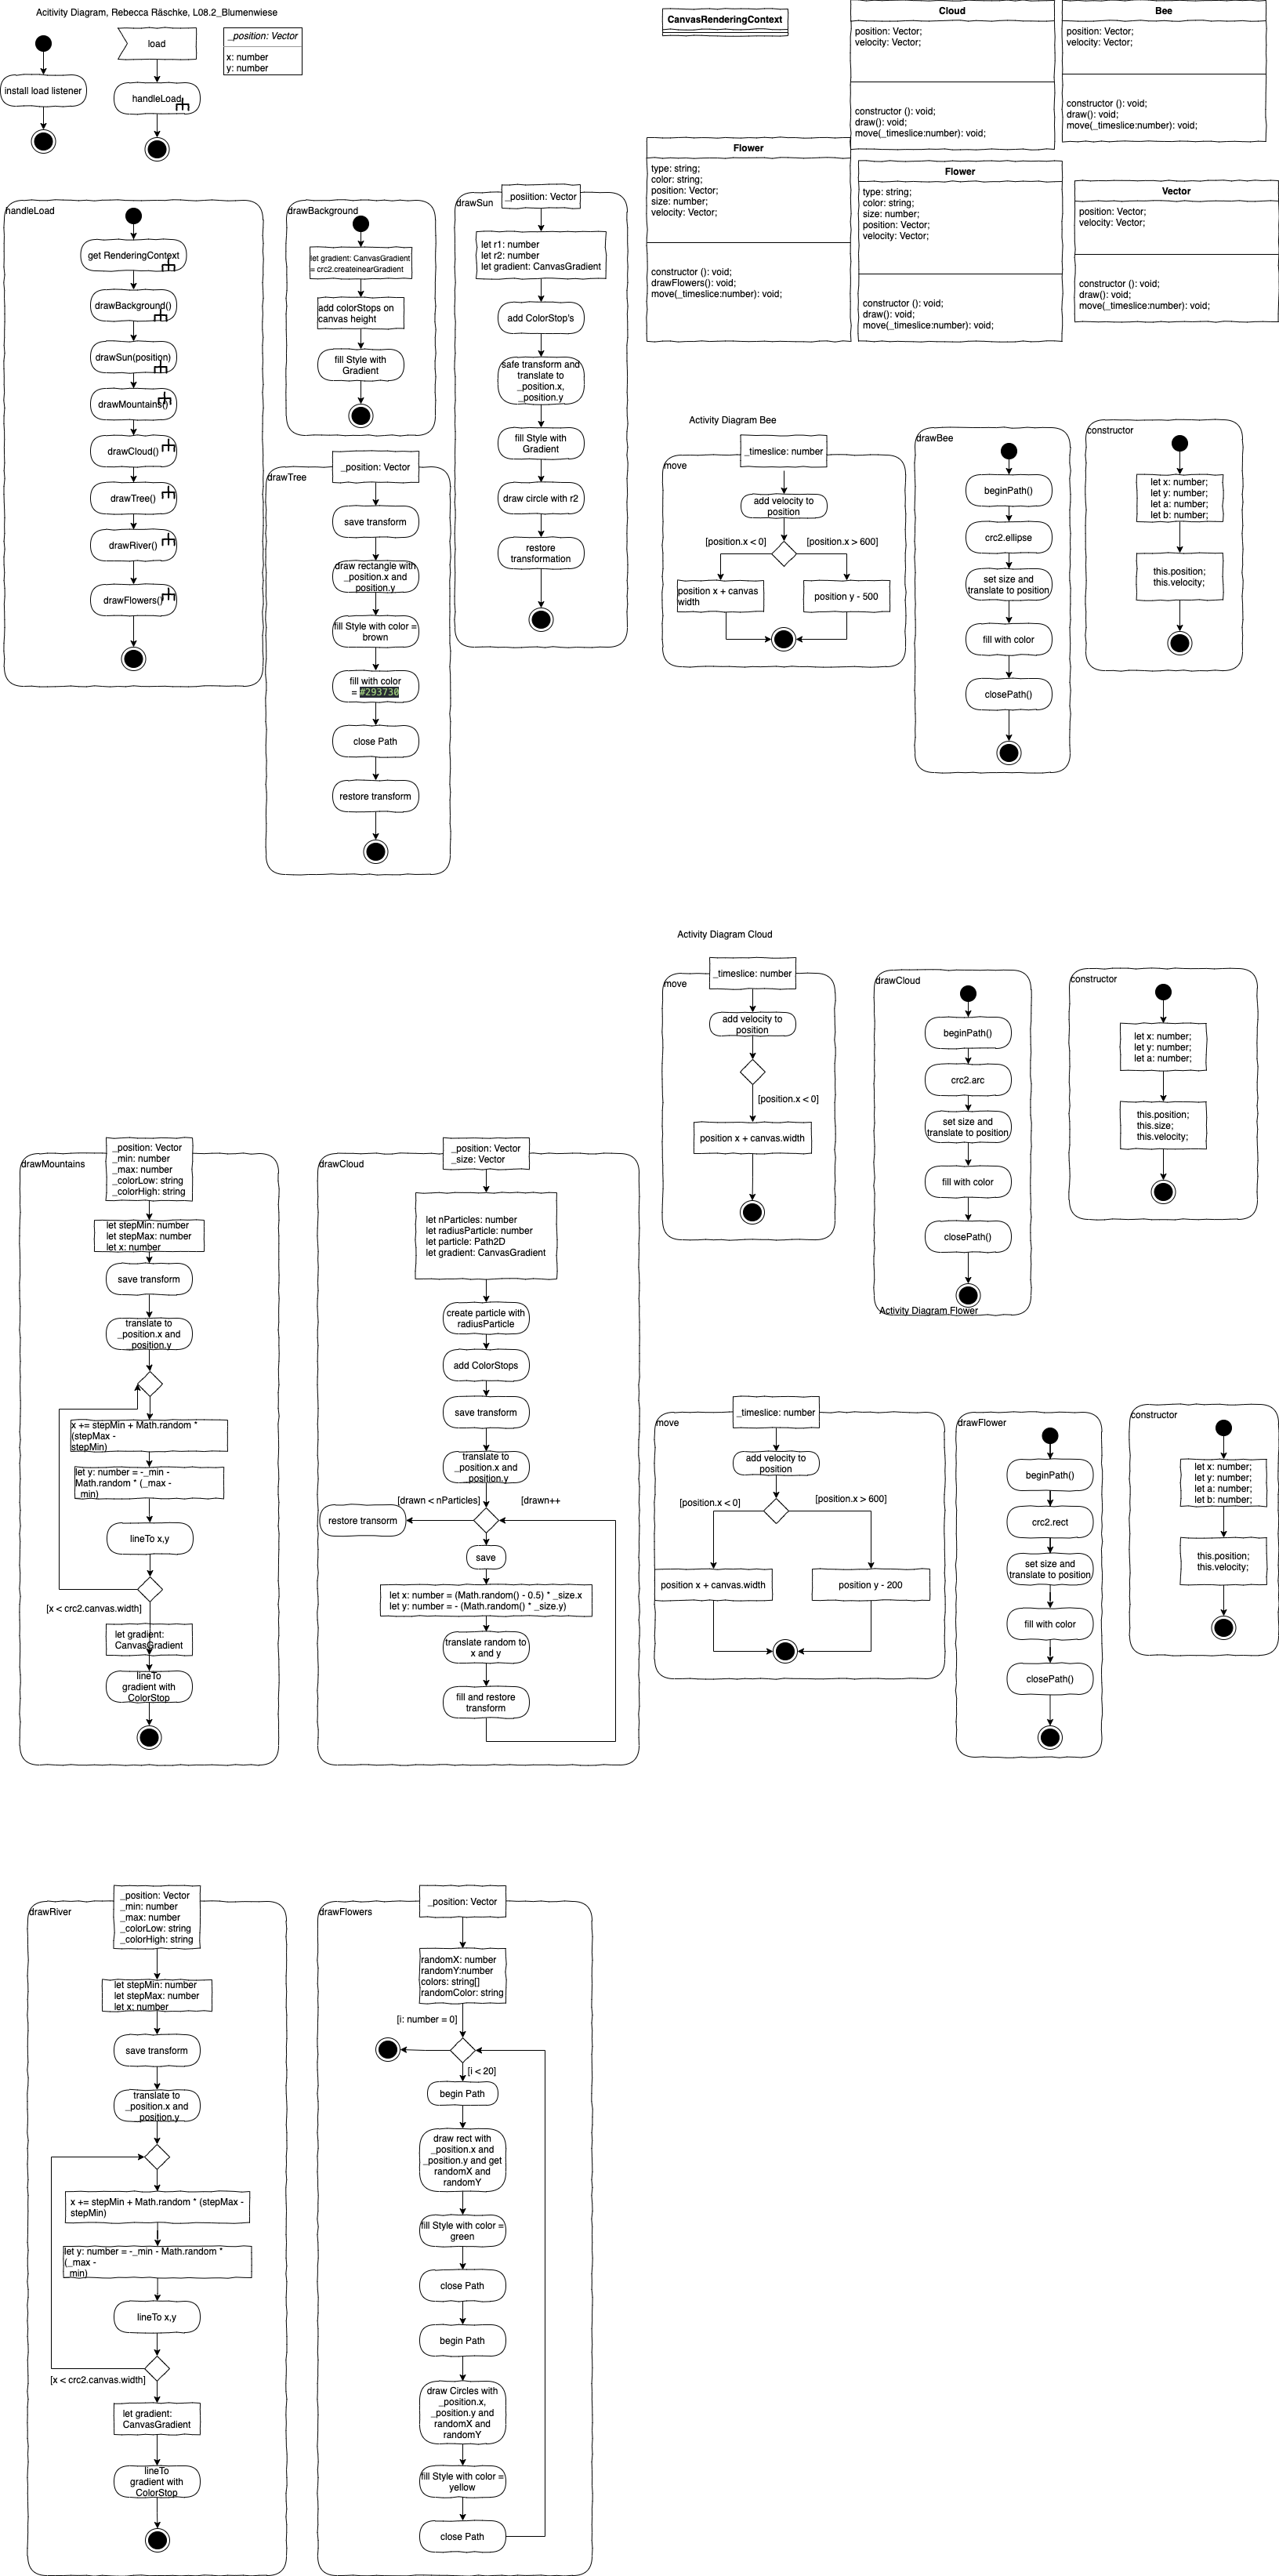 Acitivity Diagram, Rebecca Räschke, L08.2_Blumenwiese
install load listener
load
handleLoad
_position: Vector
x: number
y: number
CanvasRenderingContext
Cloud
position: Vector;
velocity: Vector;
constructor (): void;
draw(): void;
move(_timeslice:number): void;
Bee
position: Vector;
velocity: Vector;
constructor (): void;
draw(): void;
move(_timeslice:number): void;
Flower
type: string;
color: string;
position: Vector;
size: number;
velocity: Vector;
constructor (): void;
drawFlowers(): void;
move(_timeslice:number): void;
Flower
type: string;
color: string;
size: number;
position: Vector;
velocity: Vector;
constructor (): void;
draw(): void;
move(_timeslice:number): void;
Vector
position: Vector;
velocity: Vector;
constructor (): void;
draw(): void;
move(_timeslice:number): void;
handleLoad
get RenderingContext
drawBackground()
drawSun(position)
drawMountains()
drawCloud()
drawTree()
drawRiver()
drawFlowers()
drawBackground
let gradient: CanvasGradient
= crc2.createinearGradient
add colorStops on
canvas height
fill Style with
Gradient
drawSun
_posiition: Vector
let r1: number
let r2: number
let gradient: CanvasGradient
add ColorStop's
safe transform and
translate to
_position.x,
_position.y
fill Style with
Gradient
draw circle with r2
restore
transformation
drawTree
_position: Vector
save transform
draw rectangle with
_position.x and
position.y
fill Style with color =
brown
fill with color
= #293730
close Path
restore transform
Activity Diagram Bee
move
_timeslice: number
add velocity to
position
[position.x < 0]
[position.x > 600]
position x + canvas
width
position y - 500
drawBee
beginPath()
crc2.ellipse
set size and
translate to position
fill with color
closePath()
constructor
let x: number;
let y: number;
let a: number;
let b: number;
this.position;
this.velocity;
Activity Diagram Cloud
move
_timeslice: number
add velocity to
position
[position.x < 0]
position x + canvas.width
drawCloud
beginPath()
crc2.arc
set size and
translate to position
fill with color
closePath()
constructor
let x: number;
let y: number;
let a: number;
this.position;
this.size;
this.velocity;
Activity Diagram Flower
drawMountains
_position: Vector
_min: number
_max: number
_colorLow: string
_colorHigh: string
let stepMin: number
let stepMax: number
let x: number
save transform
translate to
_position.x and
_position.y
x += stepMin + Math.random *
(stepMax -
stepMin)
let y: number = -_min -
Math.random * (_max -
_min)
lineTo x,y
[x < crc2.canvas.width]
let gradient:
CanvasGradient
lineTo
gradient with
ColorStop
drawCloud
_position: Vector
_size: Vector
let nParticles: number
let radiusParticle: number
let particle: Path2D
let gradient: CanvasGradient
create particle with
radiusParticle
add ColorStops
save transform
translate to
_position.x and
_position.y
[drawn < nParticles]
[drawn++
restore transorm
save
let x: number = (Math.random() - 0.5) * _size.x
let y: number = - (Math.random() * _size.y)
translate random to
x and y
fill and restore
transform
move
_timeslice: number
add velocity to
position
[position.x < 0]
[position.x > 600]
position x + canvas.width
position y - 200
drawFlower
beginPath()
crc2.rect
set size and
translate to position
fill with color
closePath()
constructor
let x: number;
let y: number;
let a: number;
let b: number;
this.position;
this.velocity;
drawRiver
_position: Vector
_min: number
_max: number
_colorLow: string
_colorHigh: string
let stepMin: number
let stepMax: number
let x: number
save transform
translate to
_position.x and
_position.y
x += stepMin + Math.random * (stepMax -
stepMin)
let y: number = -_min - Math.random *
(_max -
_min)
lineTo x,y
[x < crc2.canvas.width]
let gradient:
CanvasGradient
lineTo
gradient with
ColorStop
drawFlowers
_position: Vector
randomX: number
randomY:number
colors: string[]
randomColor: string
[i: number = 0]
[i < 20]
begin Path
draw rect with
_position.x and
_position.y and get
randomX and
randomY
fill Style with color =
green
close Path
begin Path
draw Circles with
_position.x,
_position.y and
randomX and
randomY
fill Style with color =
yellow
close Path